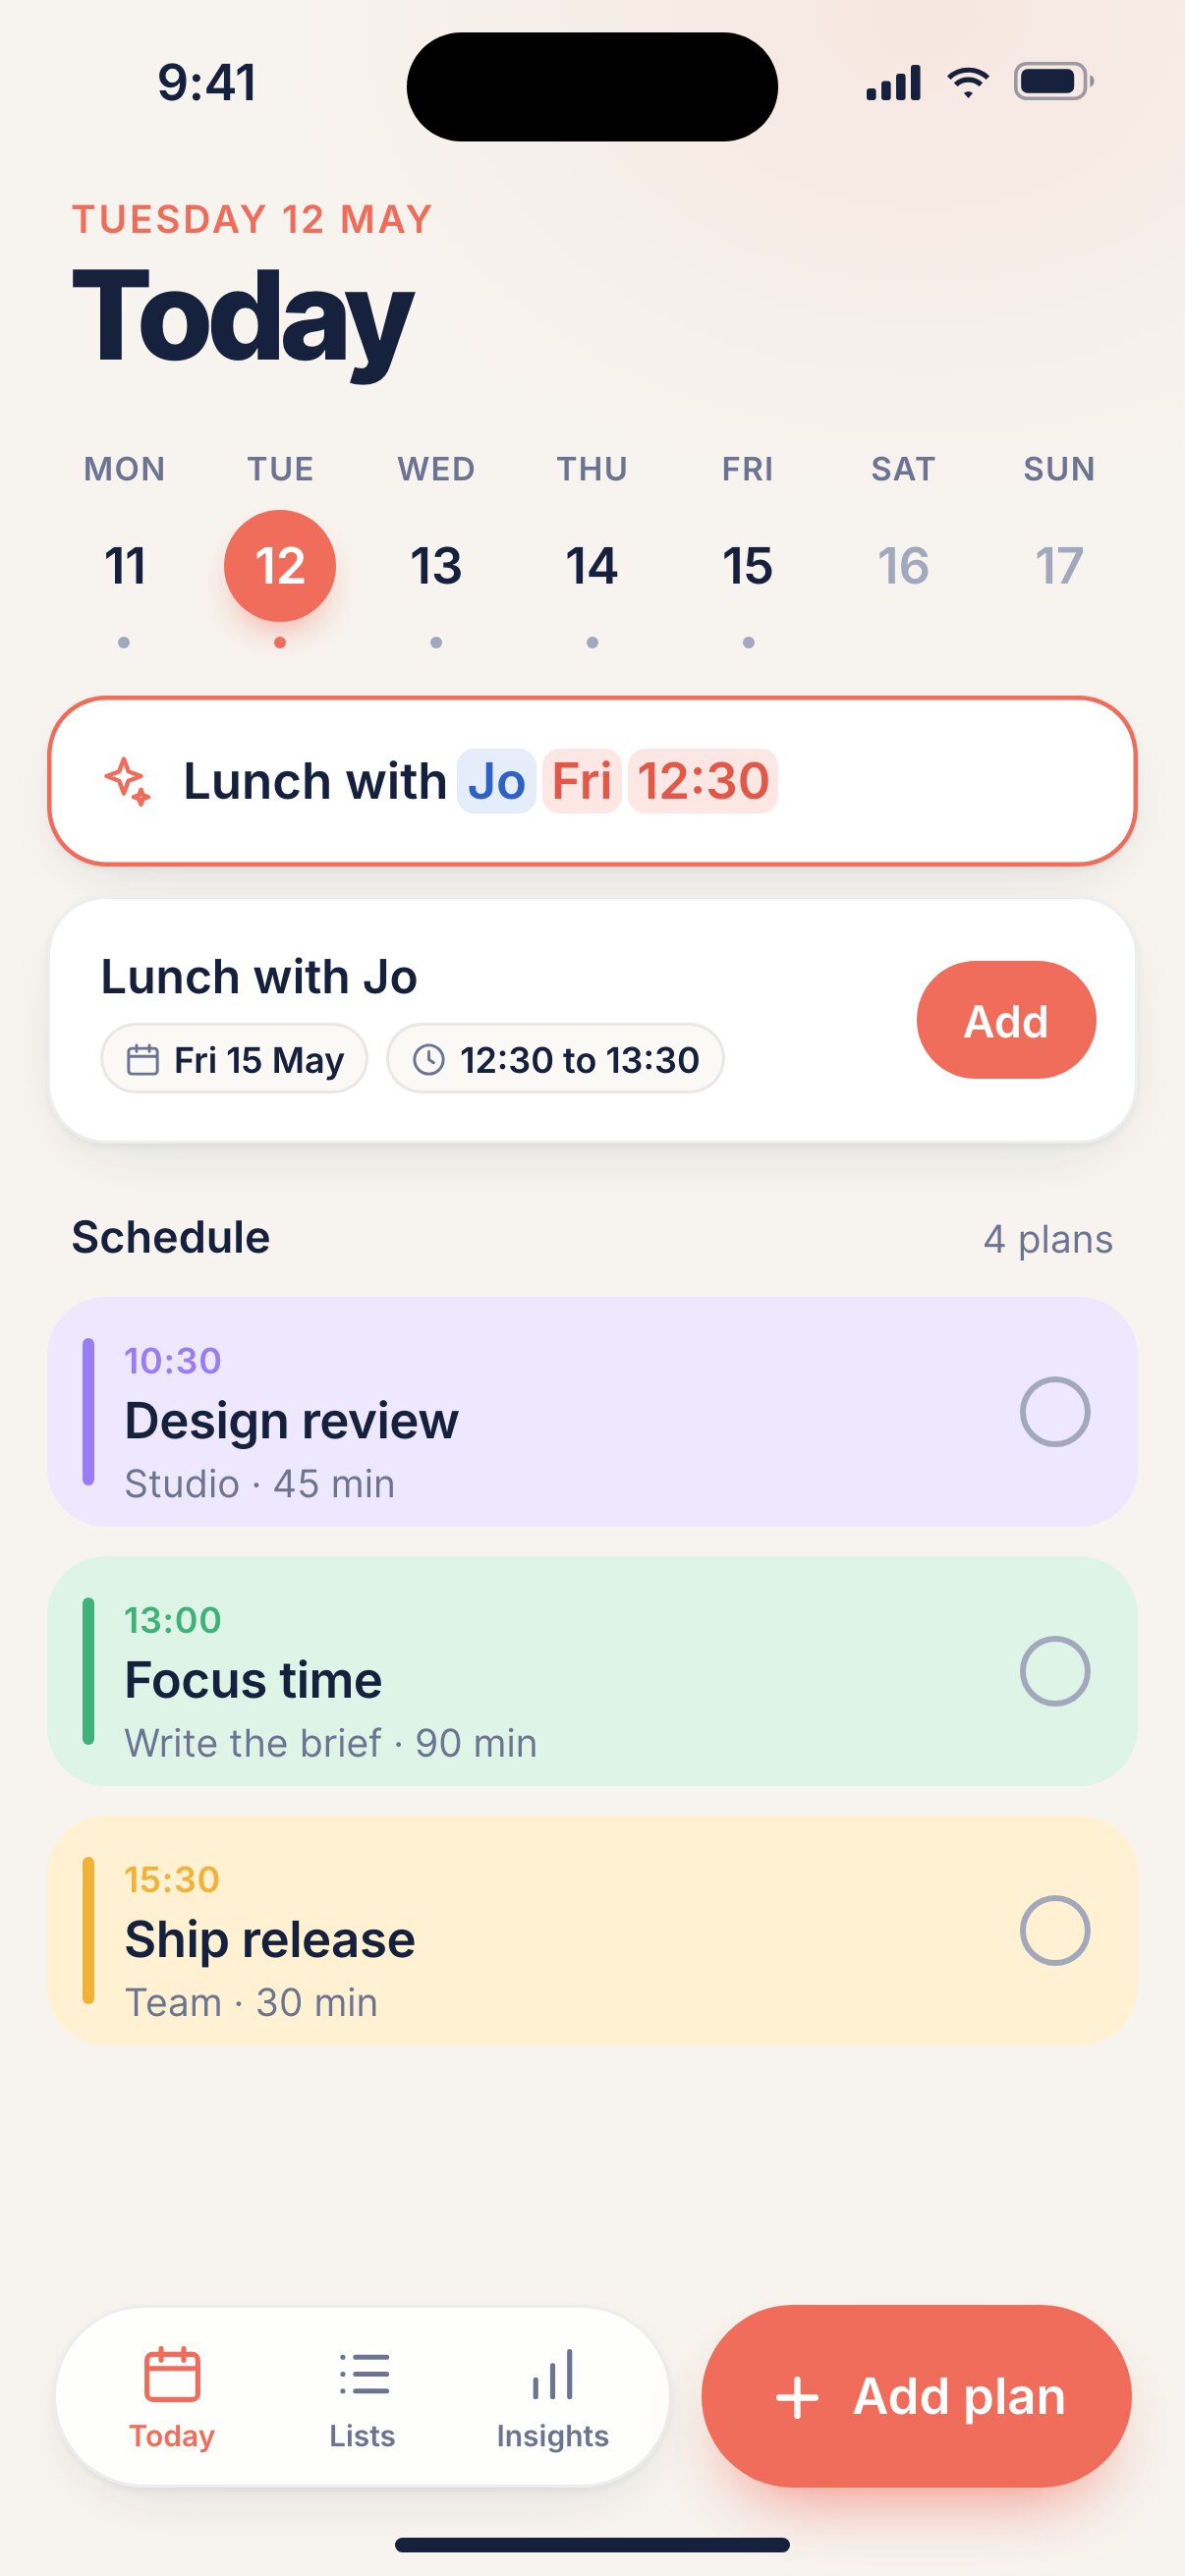 9:41
TUESDAY 12 MAY
Today
MON TUE WED THU FRI SAT SUN
11 12 13 14 15 16 17
Lunch with Jo Fri 12:30
Lunch with Jo
Fri 15 May 12:30 to 13:30
Add
Schedule 4 plans
10:30
Design review
Studio · 45 min
13:00
Focus time
Write the brief · 90 min
15:30
Ship release
Team · 30 min
Today Lists Insights
Add plan